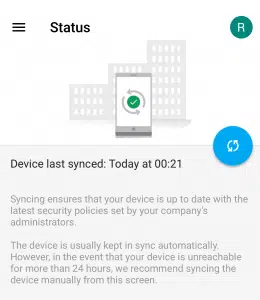 Status
R
Device last synced: Today at 00:21
Syncing ensures that your device is up to date with the
latest security policies set by your company's
administrators.
The device is usually kept in sync automatically.
However, in the event that your device is unreachable
for more than 24 hours, we recommend syncing the
device manually from this screen.